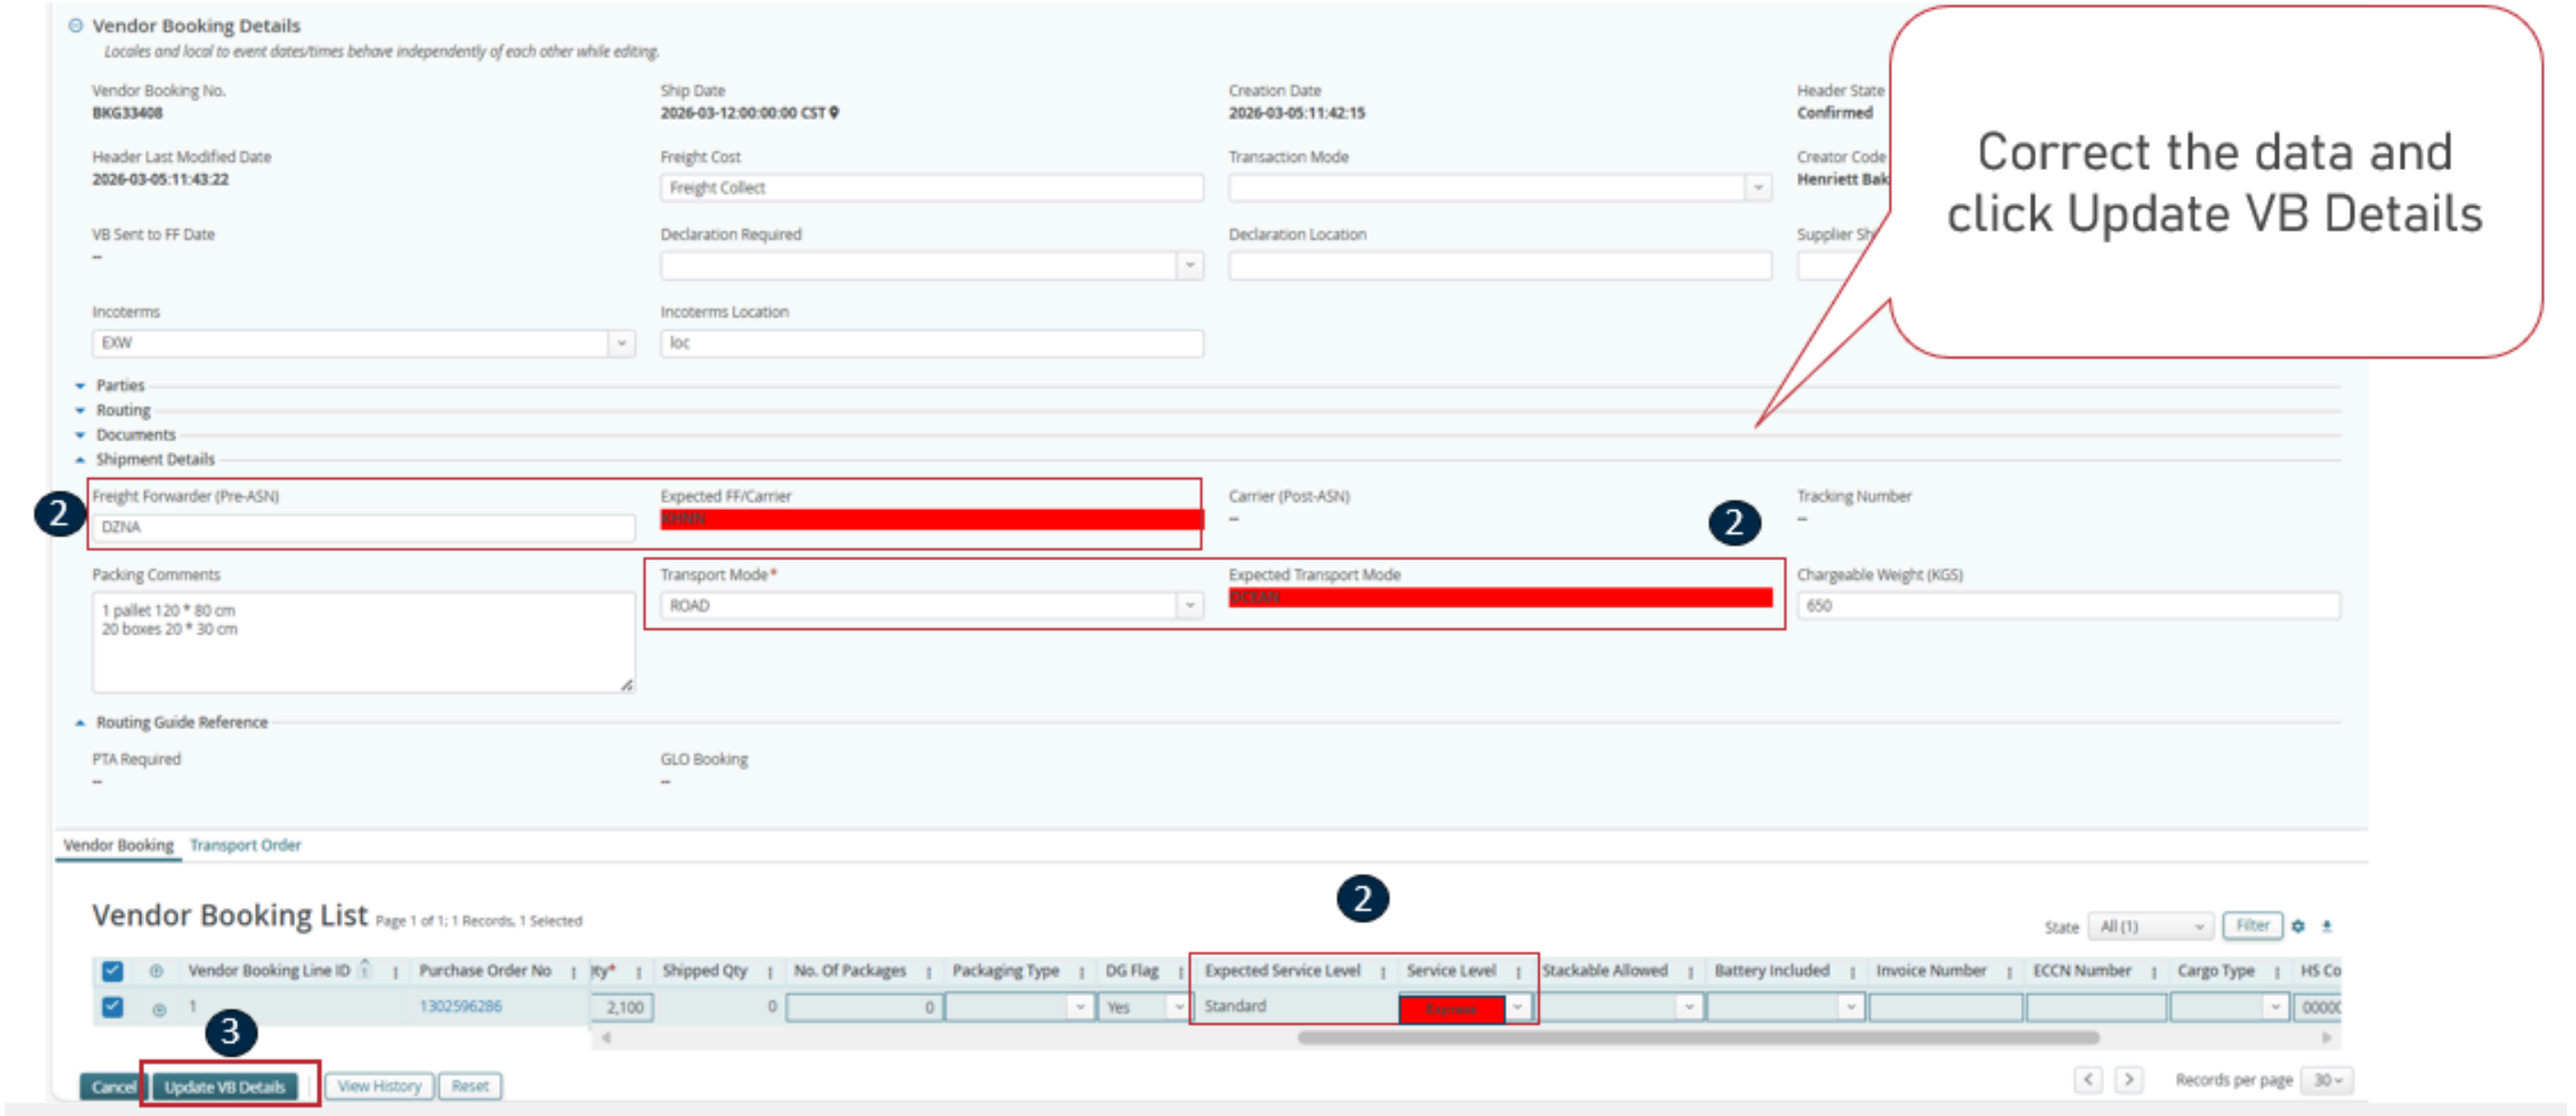 Vendor Booking Details
Locales and local to event dates/times behave independently of each other while editing.
Correct the data and
click Update VB Details
Vendor Booking No.
BKG33408
Ship Date
2026-03-12:00:00:00 CST
Creation Date
2026-03-05:11:42:15
Header State
Confirmed
Header Last Modified Date
2026-03-05:11:43:22
Freight Cost
Freight Collect
Transaction Mode
Creator Code
Henriett Bak
VB Sent to FF Date
--
Declaration Required
Declaration Location
Supplier Sh
Incoterms
EXW
Incoterms Location
loc
Parties
Routing
Documents
Shipment Details
2
Freight Forwarder (Pre-ASN)
DZNA
Expected FF/Carrier
KHNN
Carrier (Post-ASN)
--
2
Tracking Number
--
Packing Comments
1 pallet 120 * 80 cm
20 boxes 20 * 30 cm
Transport Mode*
ROAD
Expected Transport Mode
OCEAN
Chargeable Weight (KGS)
650
Routing Guide Reference
PTA Required
--
GLO Booking
--
Vendor Booking Transport Order
2
Vendor Booking List Page 1 of 1; 1 Records, 1 Selected
State All (1) Filter
Vendor Booking Line ID Purchase Order No ity* Shipped Qty No. Of Packages Packaging Type DG Flag Expected Service Level Service Level Stackable Allowed Battery Included Invoice Number ECCN Number Cargo Type HS Co
1 1302596286 2,100 0 0 Yes Standard Express 0000
3
Cancel Update VB Details View History Reset
Records per page 30